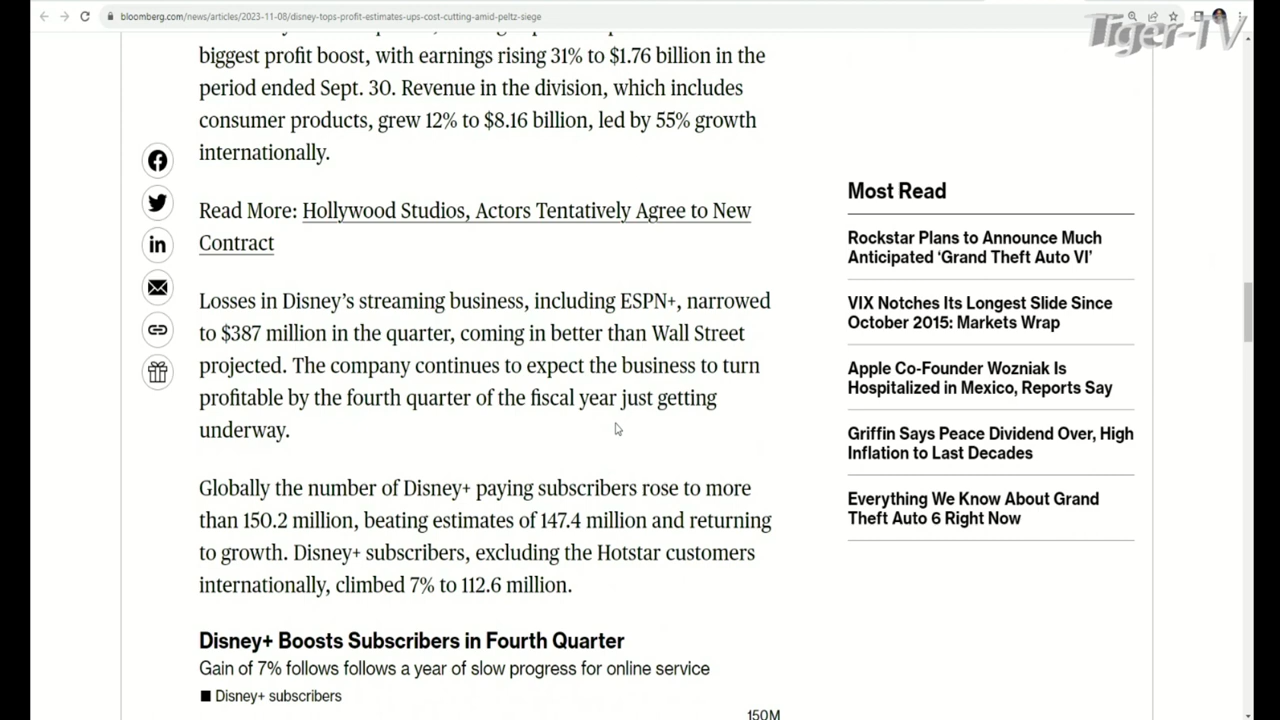 bloomberg.com/news/articles/2023-11-08/disney-tops-profit-estimates-ups-cost-cutting-amid-peltz-siege
Tiger-TV
biggest profit boost, with earnings rising 31% to $1.76 billion in the
period ended Sept. 30. Revenue in the division, which includes
consumer products, grew 12% to $8.16 billion, led by 55% growth
internationally.
Read More: Hollywood Studios, Actors Tentatively Agree to New
Contract
Losses in Disney’s streaming business, including ESPN+, narrowed
to $387 million in the quarter, coming in better than Wall Street
projected. The company continues to expect the business to turn
profitable by the fourth quarter of the fiscal year just getting
underway.
Globally the number of Disney+ paying subscribers rose to more
than 150.2 million, beating estimates of 147.4 million and returning
to growth. Disney+ subscribers, excluding the Hotstar customers
internationally, climbed 7% to 112.6 million.
Disney+ Boosts Subscribers in Fourth Quarter
Gain of 7% follows follows a year of slow progress for online service
Disney+ subscribers
150M
Most Read
Rockstar Plans to Announce Much
Anticipated ‘Grand Theft Auto VI’
VIX Notches Its Longest Slide Since
October 2015: Markets Wrap
Apple Co-Founder Wozniak Is
Hospitalized in Mexico, Reports Say
Griffin Says Peace Dividend Over, High
Inflation to Last Decades
Everything We Know About Grand
Theft Auto 6 Right Now